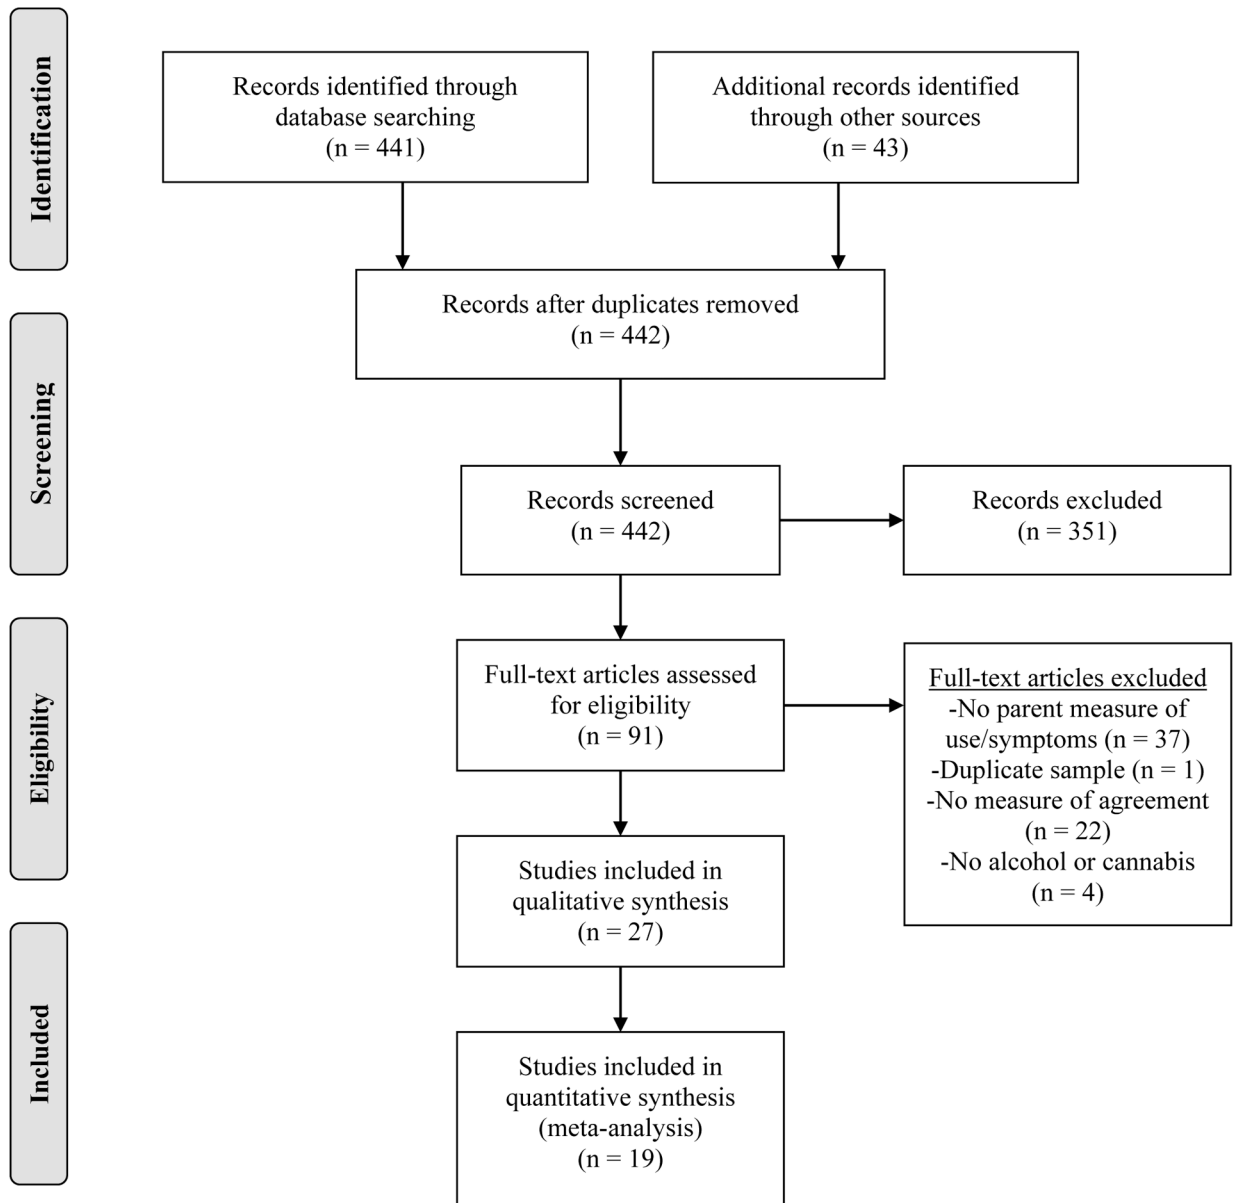 Identification
Records identified through
database searching
(n = 441)
Additional records identified
through other sources
(n = 43)
Records after duplicates removed
(n = 442)
Screening
Records screened
(n = 442)
Records excluded
(n = 351)
Eligibility
Full-text articles assessed
for eligibility
(n = 91)
Full-text articles excluded
-No parent measure of
use/symptoms (n = 37)
-Duplicate sample (n = 1)
-No measure of agreement
(n = 22)
-No alcohol or cannabis
(n = 4)
Studies included in
qualitative synthesis
(n = 27)
Included
Studies included in
quantitative synthesis
(meta-analysis)
(n = 19)